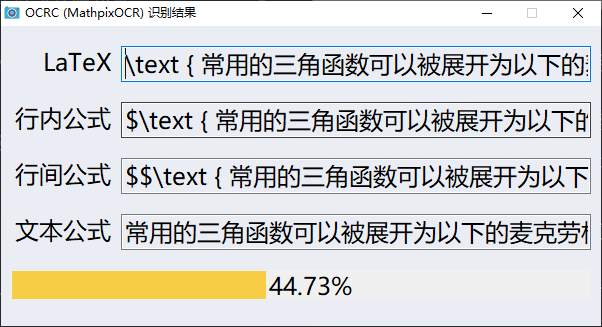 OCRC (MathpixOCR) 识别结果
LaTeX \text { 常用的三角函数可以被展开为以下的
行内公式 $\text { 常用的三角函数可以被展开为以下的
行间公式 $$\text { 常用的三角函数可以被展开为以下
文本公式 常用的三角函数可以被展开为以下的麦克劳
44.73%